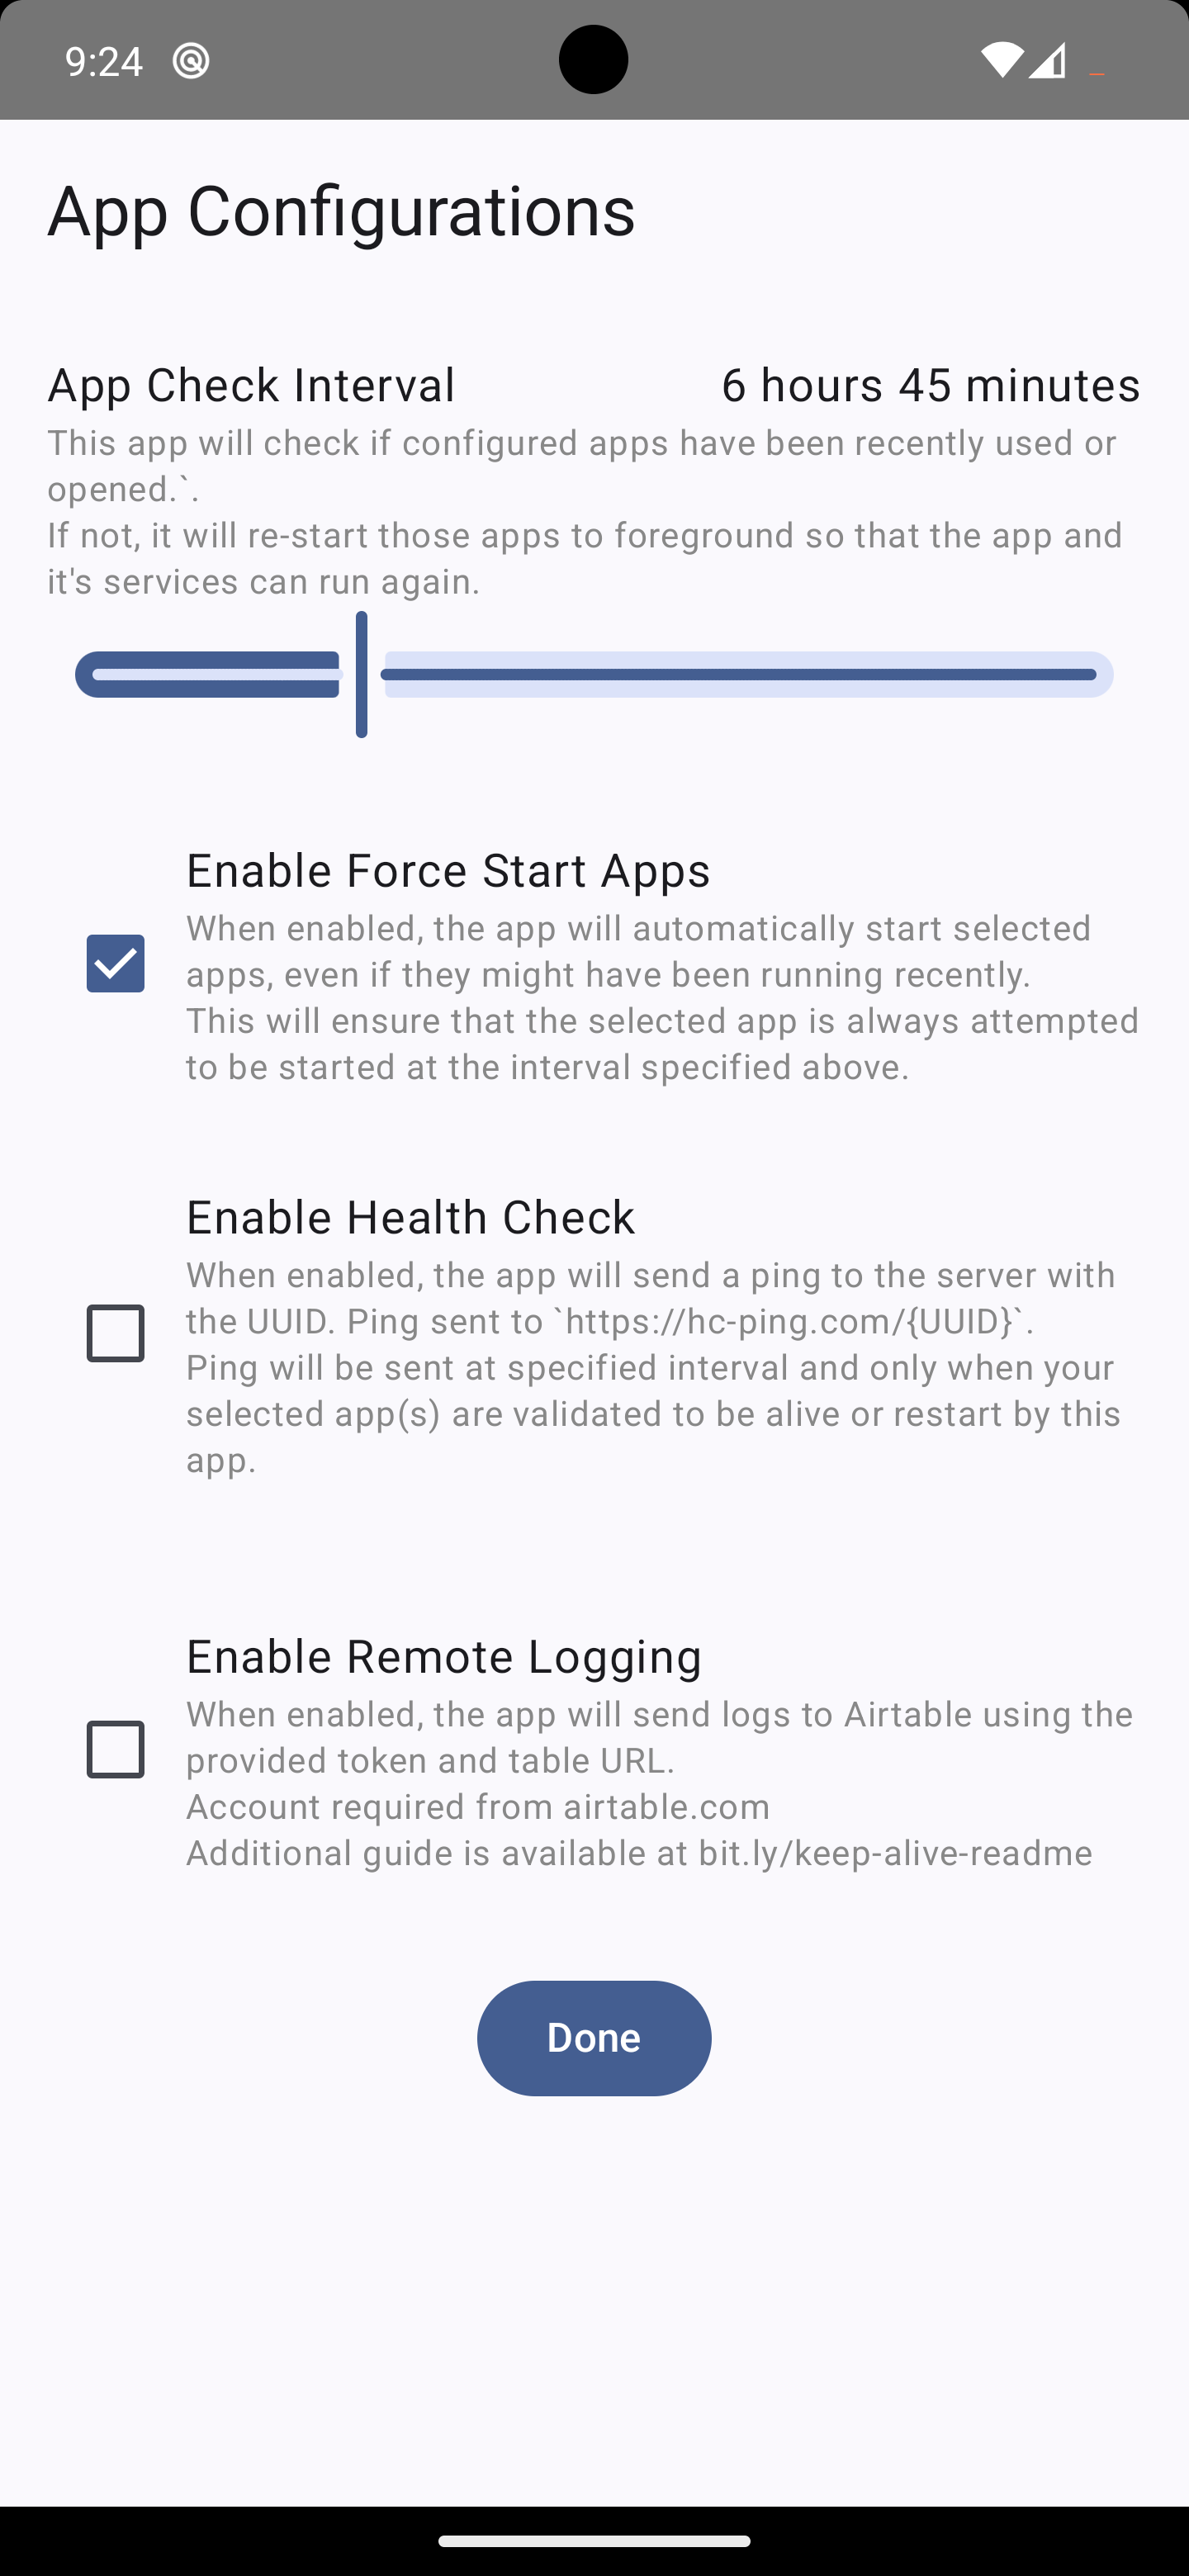 9:24
App Configurations
App Check Interval
6 hours 45 minutes
This app will check if configured apps have been recently used or
opened.`.
If not, it will re-start those apps to foreground so that the app and
it's services can run again.
Enable Force Start Apps
When enabled, the app will automatically start selected
apps, even if they might have been running recently.
This will ensure that the selected app is always attempted
to be started at the interval specified above.
Enable Health Check
When enabled, the app will send a ping to the server with
the UUID. Ping sent to `https://hc-ping.com/{UUID}`.
Ping will be sent at specified interval and only when your
selected app(s) are validated to be alive or restart by this
app.
Enable Remote Logging
When enabled, the app will send logs to Airtable using the
provided token and table URL.
Account required from airtable.com
Additional guide is available at bit.ly/keep-alive-readme
Done